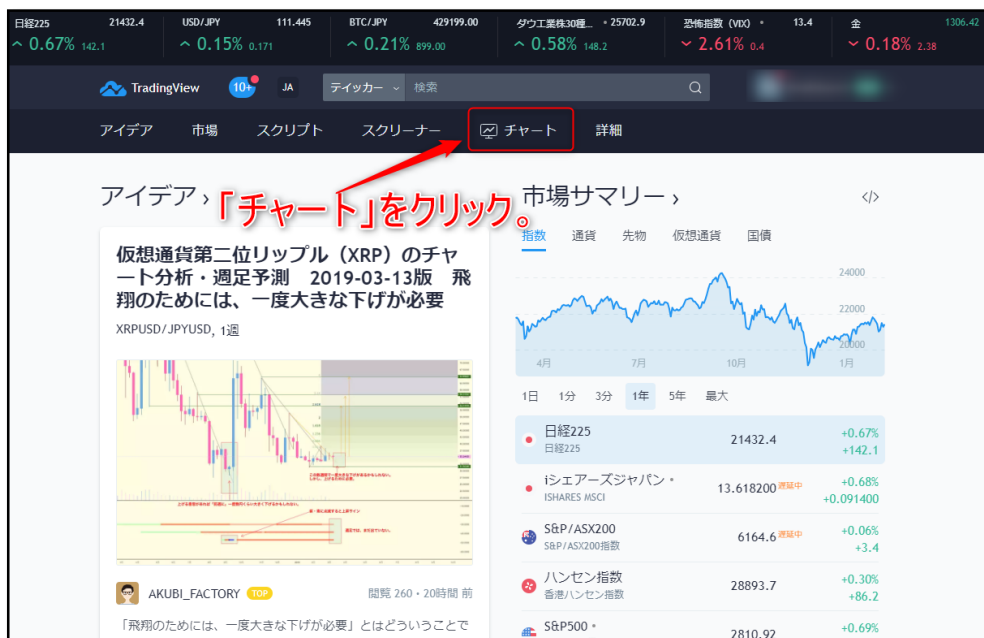 日経225 21432.4
0.67% 142.1
USD/JPY 111.445
0.15% 0.171
BTC/JPY 429199.00
0.21% 899.00
ダウ工業株30種... 25702.9
0.58% 148.2
恐怖指数 (VIX) 13.4
2.61% 0.4
金 1306.42
0.18% 2.38
TradingView 10+ JA ティッカー 検索
アイデア 市場 スクリプト スクリーナー チャート 詳細
「チャート」をクリック。
アイデア ›
仮想通貨第二位リップル（XRP）のチャ
ート分析・週足予測 2019-03-13版 飛
翔のためには、一度大きな下げが必要
XRPUSD/JPYUSD, 1週
AKUBI_FACTORY TOP 閲覧 260・20時間 前
「飛翔のためには、一度大きな下げが必要」とはどういうことで
市場サマリー › </>
指数 通貨 先物 仮想通貨 国債
24000
22000
20000
4月 7月 10月 1月
1日 1分 3分 1年 5年 最大
日経225 21432.4 +0.67%
日経225 +142.1
iシェアーズジャパン 13.618200 遅延中 +0.68%
ISHARES MSCI +0.091400
S&P/ASX200 6164.6 遅延中 +0.06%
S&P/ASX200指数 +3.4
ハンセン指数 28893.7 +0.30%
香港ハンセン指数 +86.2
S&P500 2810.92 +0.69%